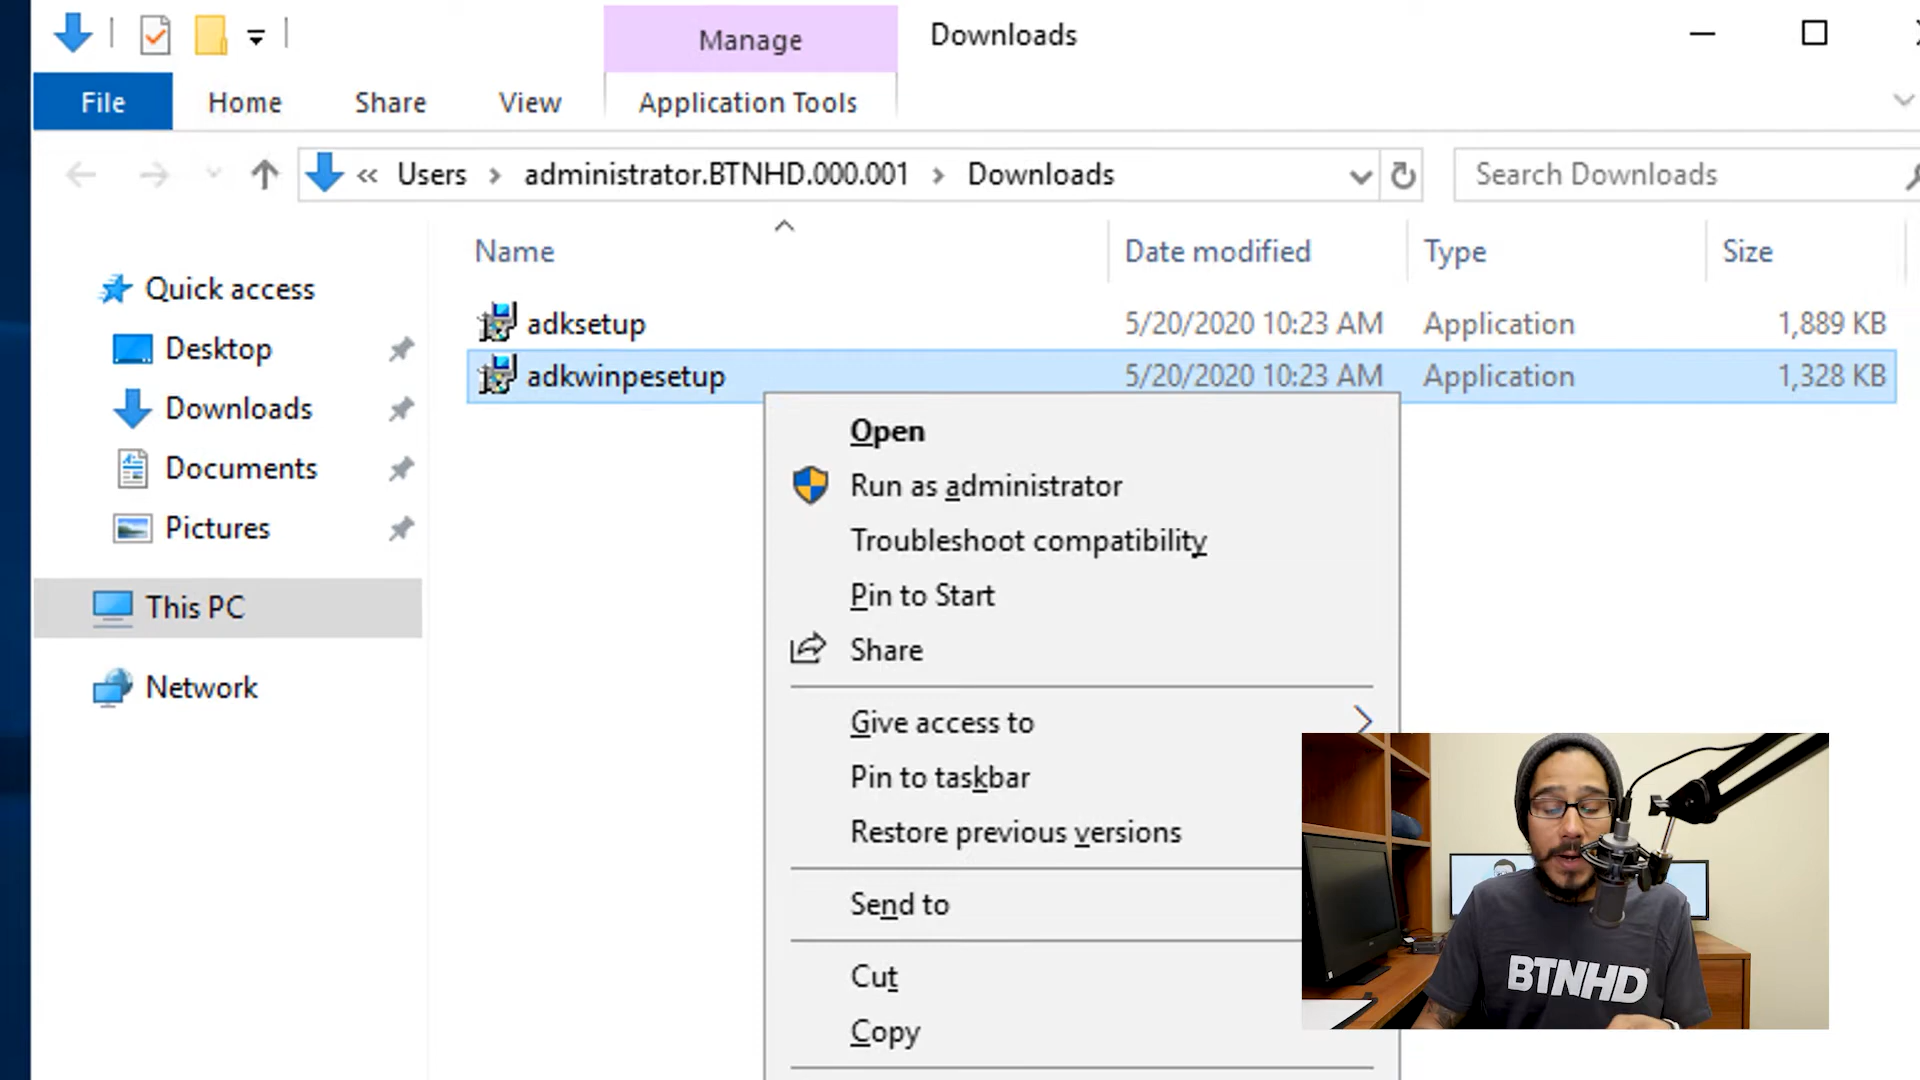 Manage
Downloads
File
Home
Share
View
Application Tools
« Users > administrator.BTNHD.000.001 > Downloads
Search Downloads
Name
Date modified
Type
Size
Quick access
Desktop
Downloads
Documents
Pictures
This PC
Network
adksetup 5/20/2020 10:23 AM Application 1,889 KB
adkwinpesetup 5/20/2020 10:23 AM Application 1,328 KB
Open
Run as administrator
Troubleshoot compatibility
Pin to Start
Share
Give access to
Pin to taskbar
Restore previous versions
Send to
Cut
Copy
BTNHD